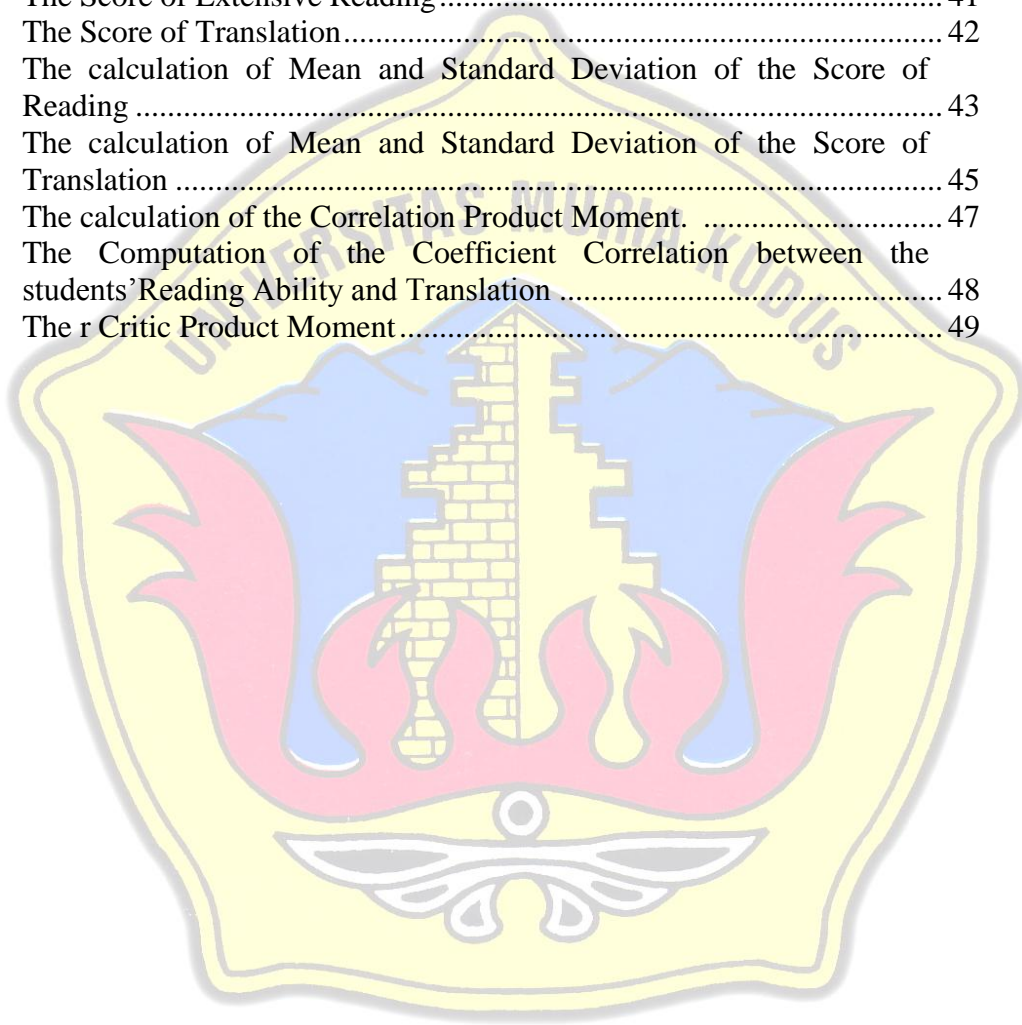 The Score of Extensive Reading.................................................................. 41
The Score of Translation.............................................................................. 42
The calculation of Mean and Standard Deviation of the Score of
Reading ....................................................................................................... 43
The calculation of Mean and Standard Deviation of the Score of
Translation .................................................................................................. 45
The calculation of the Correlation Product Moment. .............................. 47
The Computation of the Coefficient Correlation between the
students’Reading Ability and Translation ................................................. 48
The r Critic Product Moment....................................................................... 49
UNIVERSITAS MURIA KUDUS